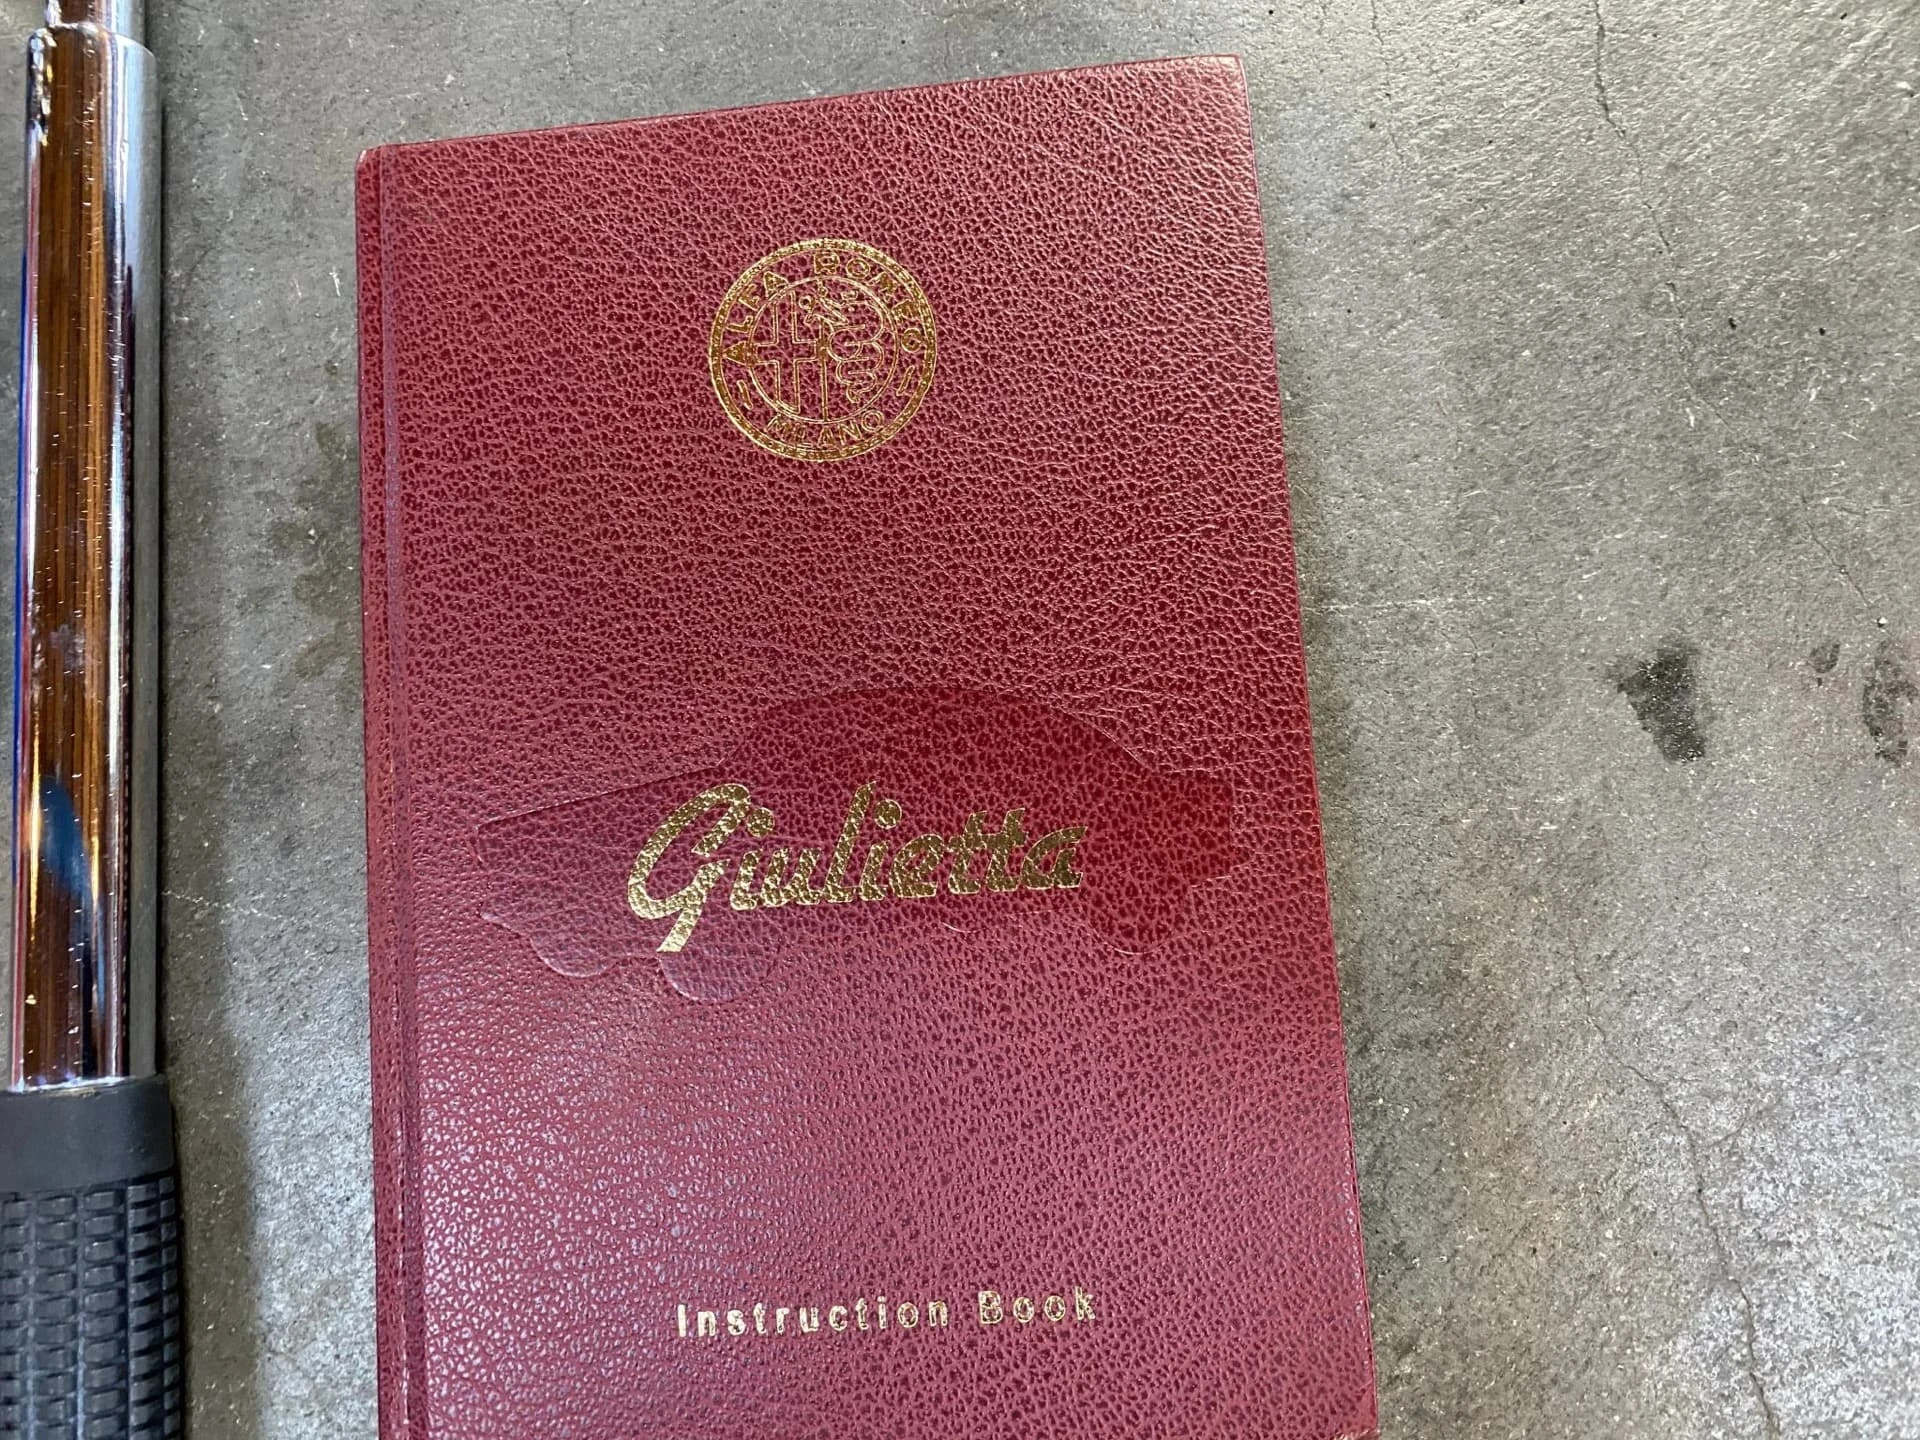 ALFA ROMEO
MILANO
Giulietta
Instruction Book